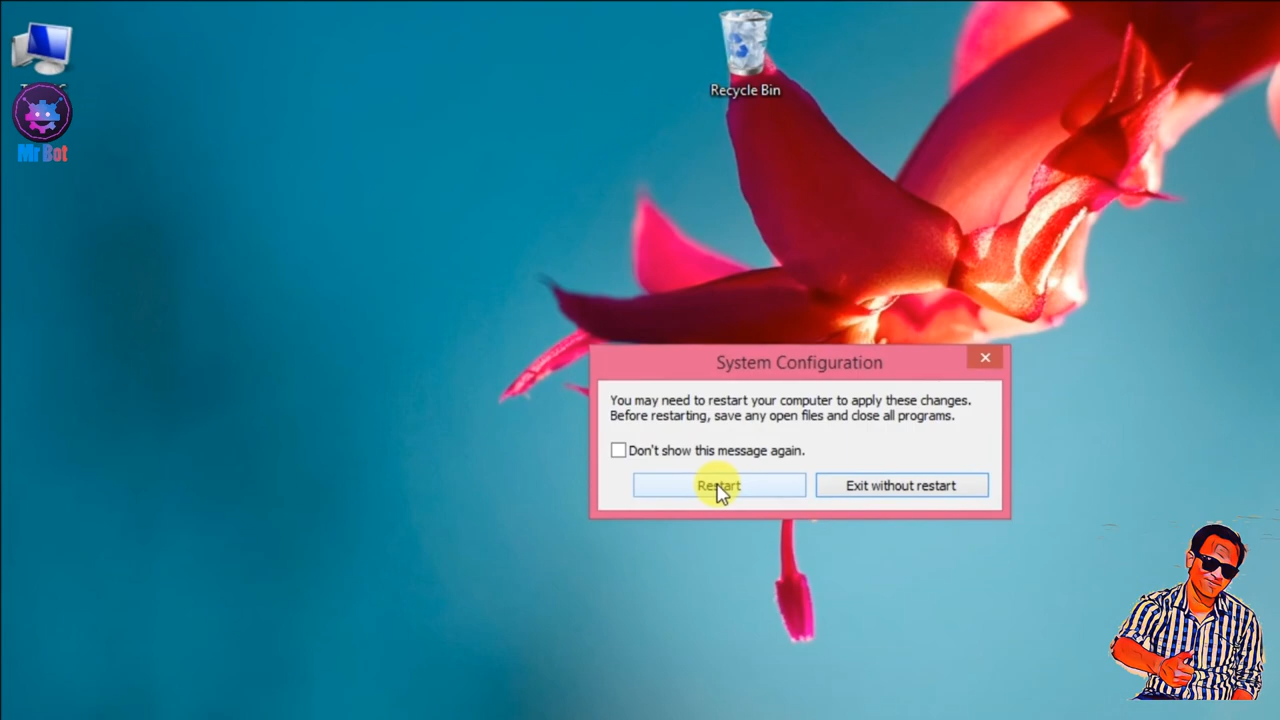 Recycle Bin
Mr Bot
System Configuration
You may need to restart your computer to apply these changes.
Before restarting, save any open files and close all programs.
Don't show this message again.
Restart
Exit without restart